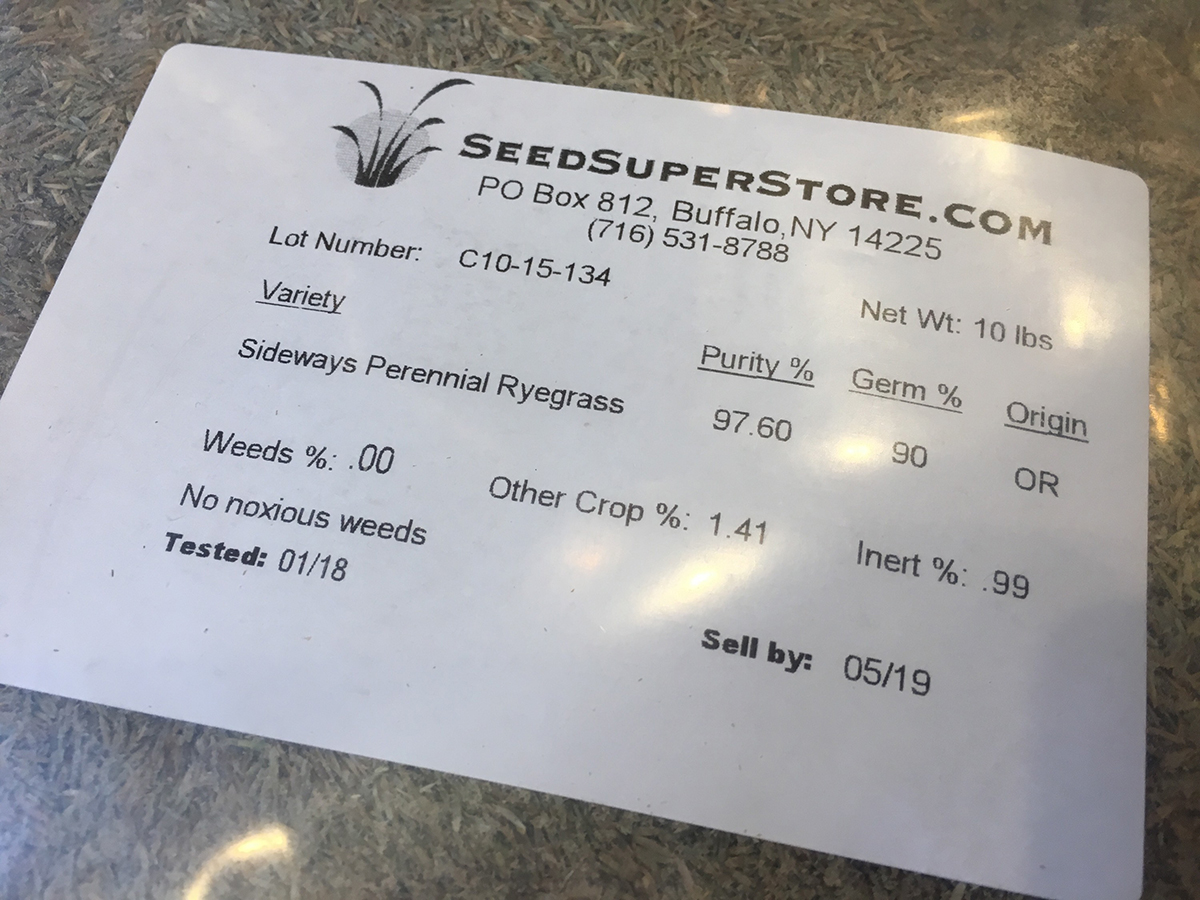 SEEDSUPERSTORE.COM
PO Box 812, Buffalo, NY 14225
(716) 531-8788
Lot Number: C10-15-134
Net Wt: 10 lbs
Variety Purity % Germ % Origin
Sideways Perennial Ryegrass 97.60 90 OR
Weeds %: .00 Other Crop %: 1.41 Inert %: .99
No noxious weeds
Tested: 01/18
Sell by: 05/19